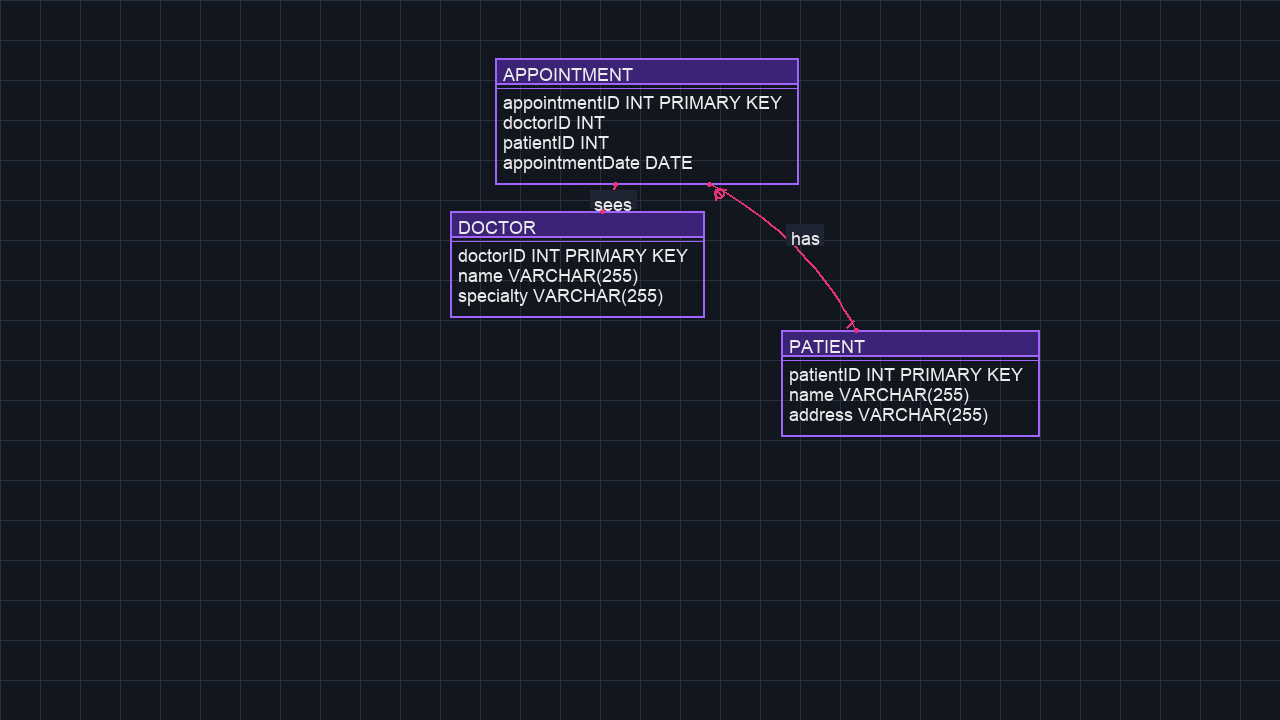 APPOINTMENT
appointmentID INT PRIMARY KEY
doctorID INT
patientID INT
appointmentDate DATE
sees
DOCTOR
doctorID INT PRIMARY KEY
name VARCHAR(255)
specialty VARCHAR(255)
has
PATIENT
patientID INT PRIMARY KEY
name VARCHAR(255)
address VARCHAR(255)